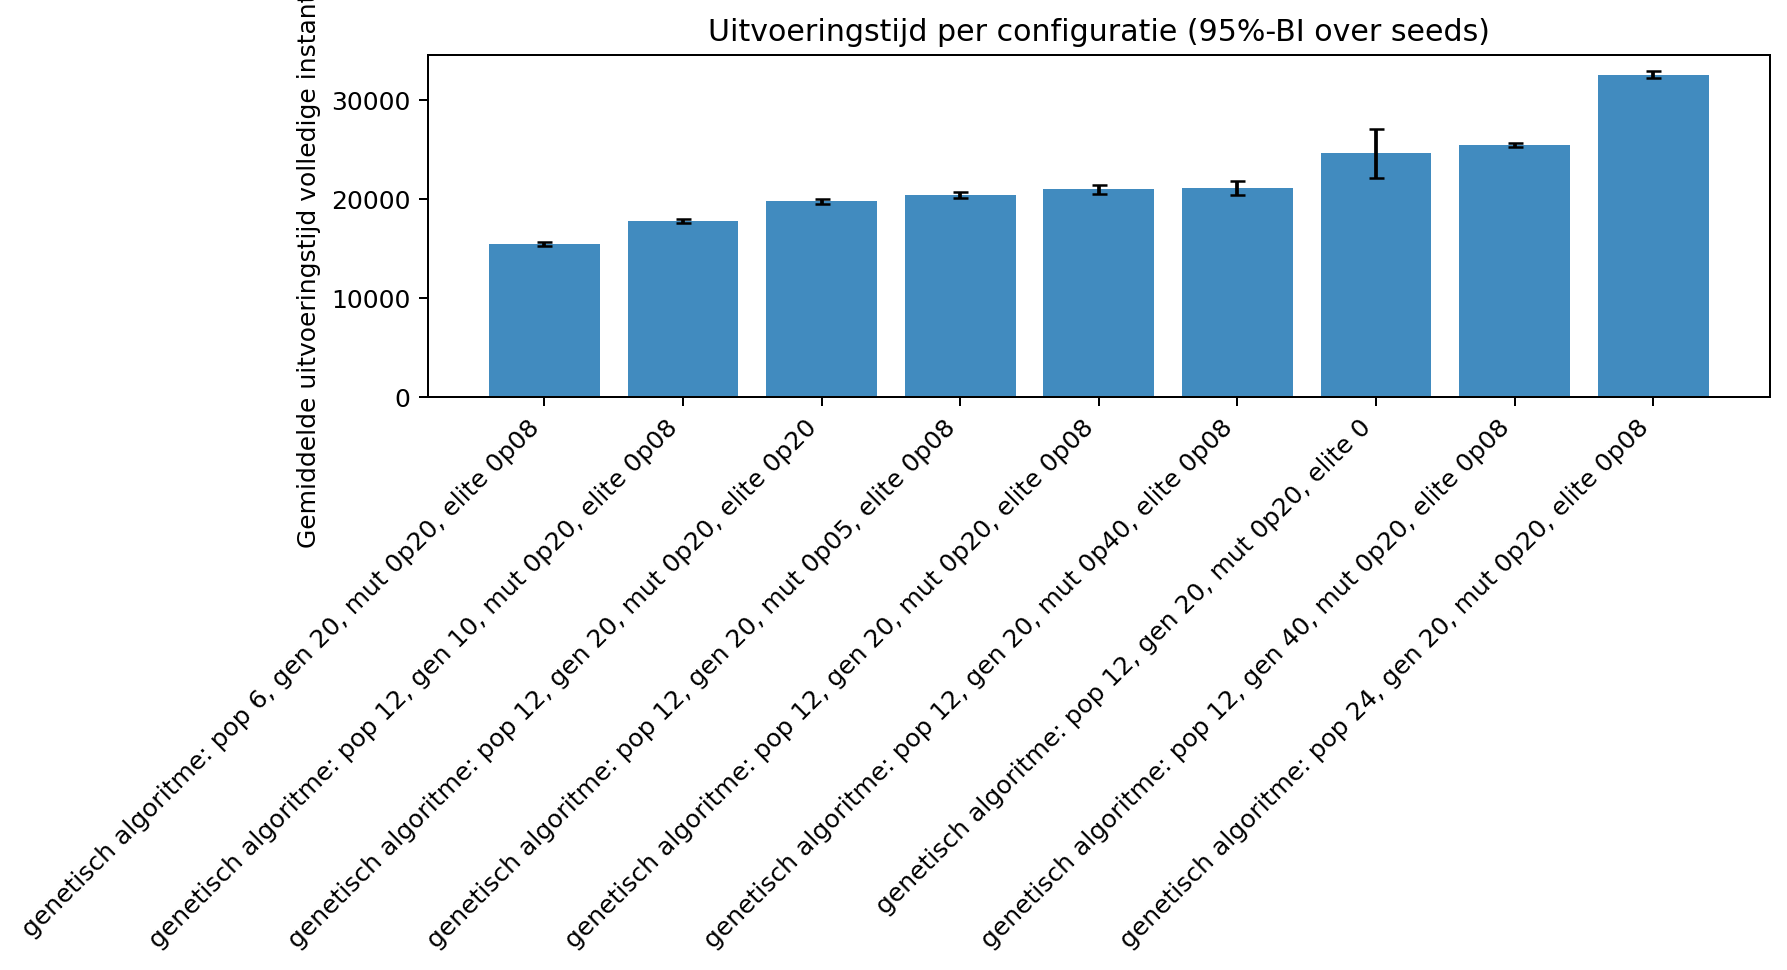 Uitvoeringstijd per configuratie (95%-BI over seeds)
Gemiddelde uitvoeringstijd volledige instant
30000
20000
10000
0
genetisch algoritme: pop 6, gen 20, mut 0p20, elite 0p08
genetisch algoritme: pop 12, gen 10, mut 0p20, elite 0p08
genetisch algoritme: pop 12, gen 20, mut 0p20, elite 0p20
genetisch algoritme: pop 12, gen 20, mut 0p05, elite 0p08
genetisch algoritme: pop 12, gen 20, mut 0p20, elite 0p08
genetisch algoritme: pop 12, gen 20, mut 0p40, elite 0p08
genetisch algoritme: pop 12, gen 20, mut 0p20, elite 0
genetisch algoritme: pop 12, gen 40, mut 0p20, elite 0p08
genetisch algoritme: pop 24, gen 20, mut 0p20, elite 0p08